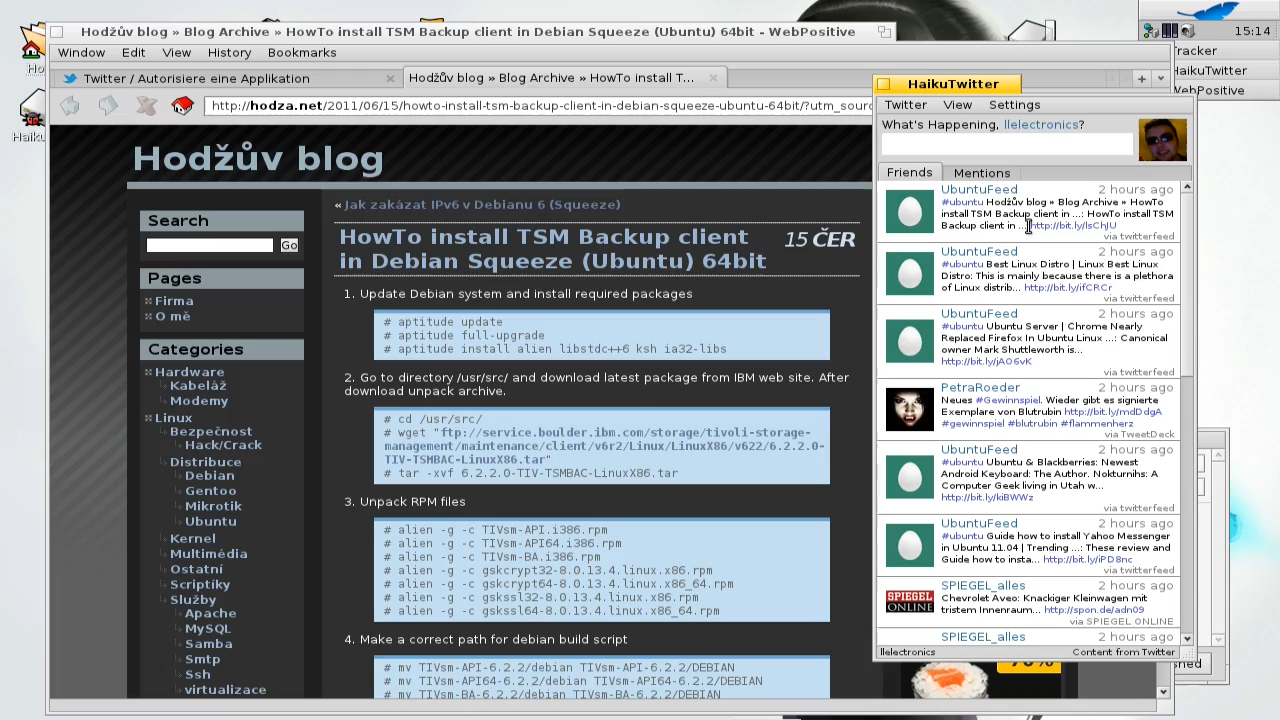 Hodžův blog » Blog Archive » HowTo install TSM Backup client in Debian Squeeze (Ubuntu) 64bit - WebPositive
Window Edit View History Bookmarks
Twitter / Autorisiere eine Applikation
Hodžův blog » Blog Archive » HowTo install T...
http://hodza.net/2011/06/15/howto-install-tsm-backup-client-in-debian-squeeze-ubuntu-64bit/?utm_sour
Hodžův blog
Search
Go
Pages
Firma
O mě
Categories
Hardware
Kabeláž
Modemy
Linux
Bezpečnost
Hack/Crack
Distribuce
Debian
Gentoo
Mikrotik
Ubuntu
Kernel
Multimédia
Ostatní
Scriptíky
Služby
Apache
MySQL
Samba
Smtp
Ssh
virtualizace
« Jak zakázat IPv6 v Debianu 6 (Squeeze)
HowTo install TSM Backup client
in Debian Squeeze (Ubuntu) 64bit
15 ČER
1. Update Debian system and install required packages
# aptitude update
# aptitude full-upgrade
# aptitude install alien libstdc++6 ksh ia32-libs
2. Go to directory /usr/src/ and download latest package from IBM web site. After
download unpack archive.
# cd /usr/src/
# wget "ftp://service.boulder.ibm.com/storage/tivoli-storage-
management/maintenance/client/v6r2/Linux/LinuxX86/v622/6.2.2.0-
TIV-TSMBAC-LinuxX86.tar"
# tar -xvf 6.2.2.0-TIV-TSMBAC-LinuxX86.tar
3. Unpack RPM files
# alien -g -c TIVsm-API.i386.rpm
# alien -g -c TIVsm-API64.i386.rpm
# alien -g -c TIVsm-BA.i386.rpm
# alien -g -c gskcrypt32-8.0.13.4.linux.x86.rpm
# alien -g -c gskcrypt64-8.0.13.4.linux.x86_64.rpm
# alien -g -c gskssl32-8.0.13.4.linux.x86.rpm
# alien -g -c gskssl64-8.0.13.4.linux.x86_64.rpm
4. Make a correct path for debian build script
# mv TIVsm-API-6.2.2/debian TIVsm-API-6.2.2/DEBIAN
# mv TIVsm-API64-6.2.2/debian TIVsm-API64-6.2.2/DEBIAN
# mv TIVsm-BA-6.2.2/debian TIVsm-BA-6.2.2/DEBIAN
HaikuTwitter
Twitter View Settings
What's Happening, llelectronics?
Friends Mentions
UbuntuFeed 2 hours ago
#ubuntu Hodžův blog » Blog Archive » HowTo
install TSM Backup client in ...: HowTo install TSM
Backup client in ... http://bit.ly/lsChJU
via twitterfeed
UbuntuFeed 2 hours ago
#ubuntu Best Linux Distro | Linux Best Linux
Distro: This is mainly because there is a plethora
of Linux distrib... http://bit.ly/ifCRCr
via twitterfeed
UbuntuFeed 2 hours ago
#ubuntu Ubuntu Server | Chrome Nearly
Replaced Firefox In Ubuntu Linux ...: Canonical
owner Mark Shuttleworth is...
http://bit.ly/jAO6vK
via twitterfeed
PetraRoeder 2 hours ago
Neues #Gewinnspiel. Wieder gibt es signierte
Exemplare von Blutrubin http://bit.ly/mdDdgA
#gewinnspiel #blutrubin #flammenherz
via TweetDeck
UbuntuFeed 2 hours ago
#ubuntu Ubuntu & Blackberries: Newest
Android Keyboard: The Author. Nokturnihs: A
Computer Geek living in Utah w...
http://bit.ly/kiBWWz
via twitterfeed
UbuntuFeed 2 hours ago
#ubuntu Guide how to install Yahoo Messenger
in Ubuntu 11.04 | Trending ...: These review and
Guide how to insta... http://bit.ly/iPD8nc
via twitterfeed
SPIEGEL_alles 2 hours ago
SPIEGEL
ONLINE
Chevrolet Aveo: Knackiger Kleinwagen mit
tristem Innenraum... http://spon.de/adn09
via SPIEGEL ONLINE
SPIEGEL_alles 2 hours ago
llelectronics Content from Twitter
15:14
Tracker
HaikuTwitter
WebPositive